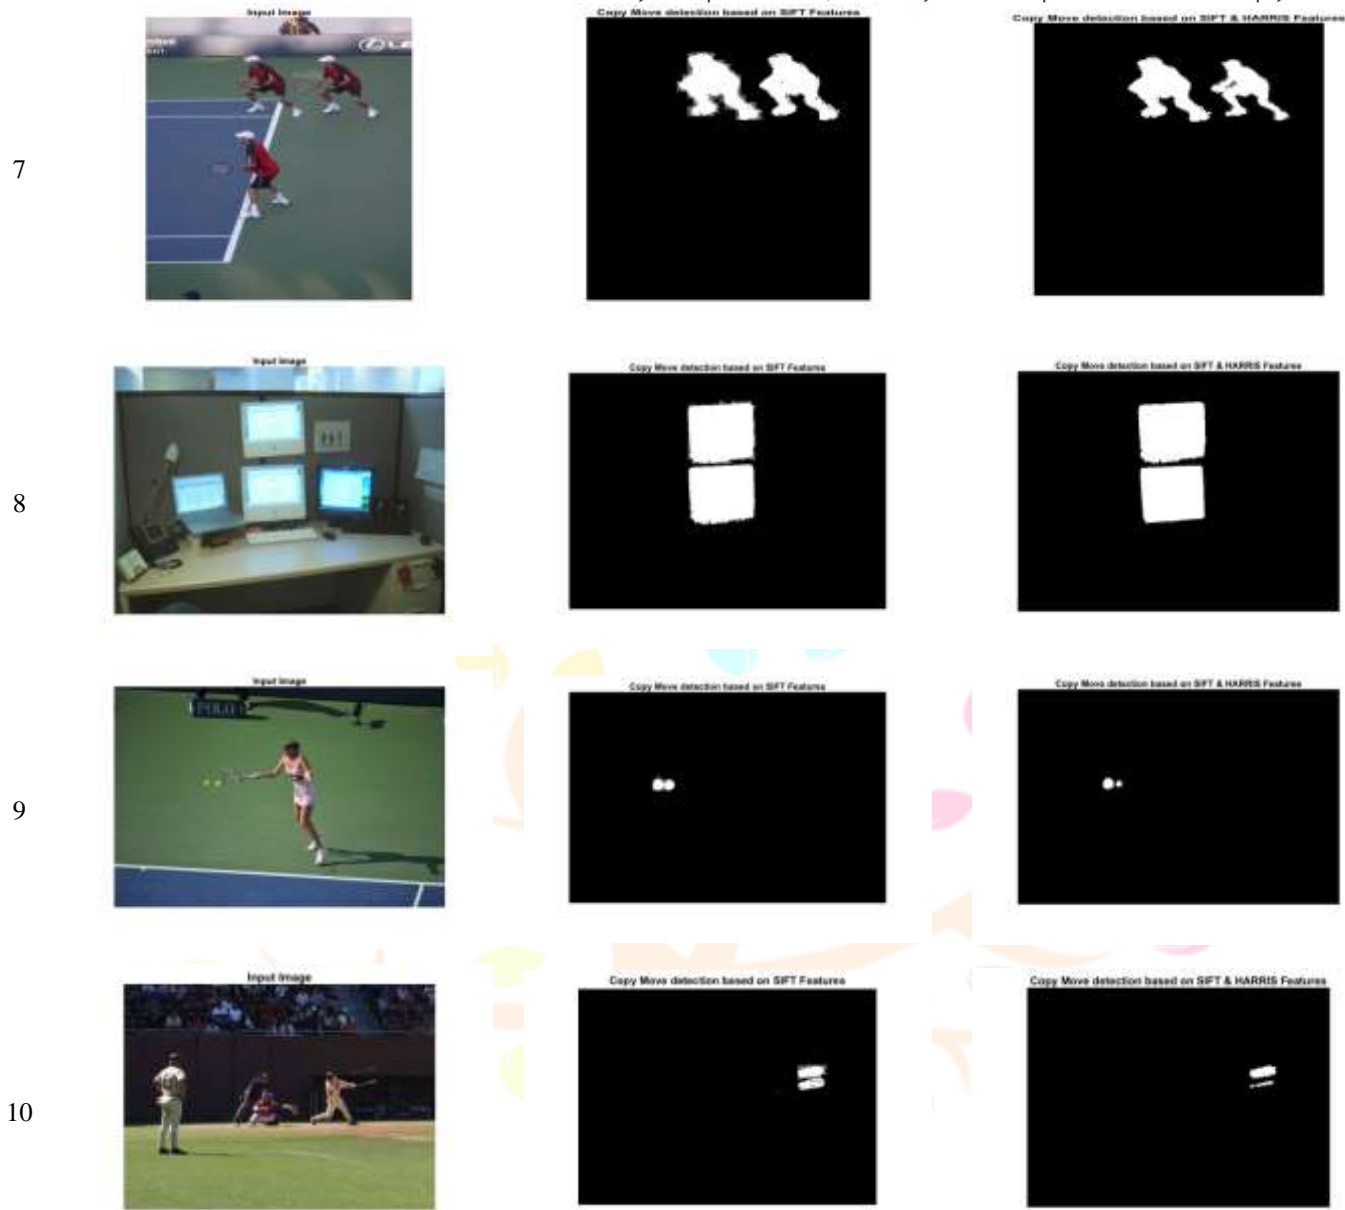 Input Image
Copy Move detection based on SIFT Features
Copy Move detection based on SIFT & HARRIS Features
7
Input Image
Copy Move detection based on SIFT Features
Copy Move detection based on SIFT & HARRIS Features
8
Input Image
Copy Move detection based on SIFT Features
Copy Move detection based on SIFT & HARRIS Features
POLO
9
Input Image
Copy Move detection based on SIFT Features
Copy Move detection based on SIFT & HARRIS Features
10